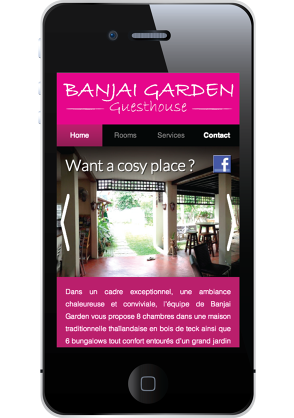 BANJAI GARDEN
Guesthouse
Home Rooms Services Contact
Want a cosy place ?
f
Dans un cadre exceptionnel, une ambiance
chaleureuse et conviviale, l'équipe de Banjai
Garden vous propose 8 chambres dans une maison
traditionnelle thaïlandaise en bois de teck ainsi que
6 bungalows tout confort entourés d'un grand jardin